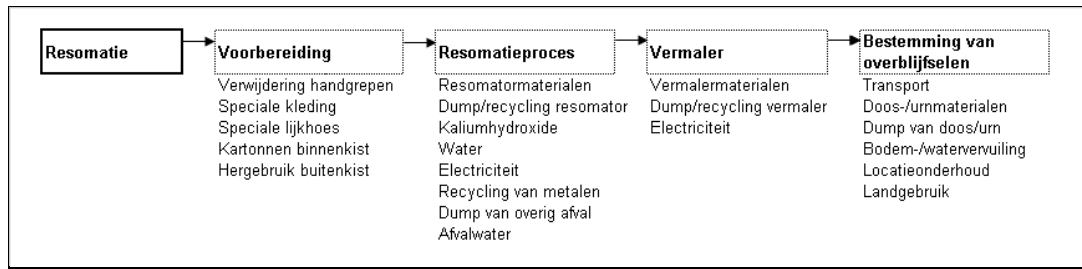 Resomatie
Voorbereiding
Verwijdering handgrepen
Speciale kleding
Speciale lijkhoes
Kartonnen binnenkist
Hergebruik buitenkist
Resomatieproces
Resomatormaterialen
Dump/recycling resomator
Kaliumhydroxide
Water
Electriciteit
Recycling van metalen
Dump van overig afval
Afvalwater
Vermaler
Vermalermaterialen
Dump/recycling vermaler
Electriciteit
Bestemming van
overblijfselen
Transport
Doos-/urnmaterialen
Dump van doos/urn
Bodem-/watervervuiling
Locatieonderhoud
Landgebruik